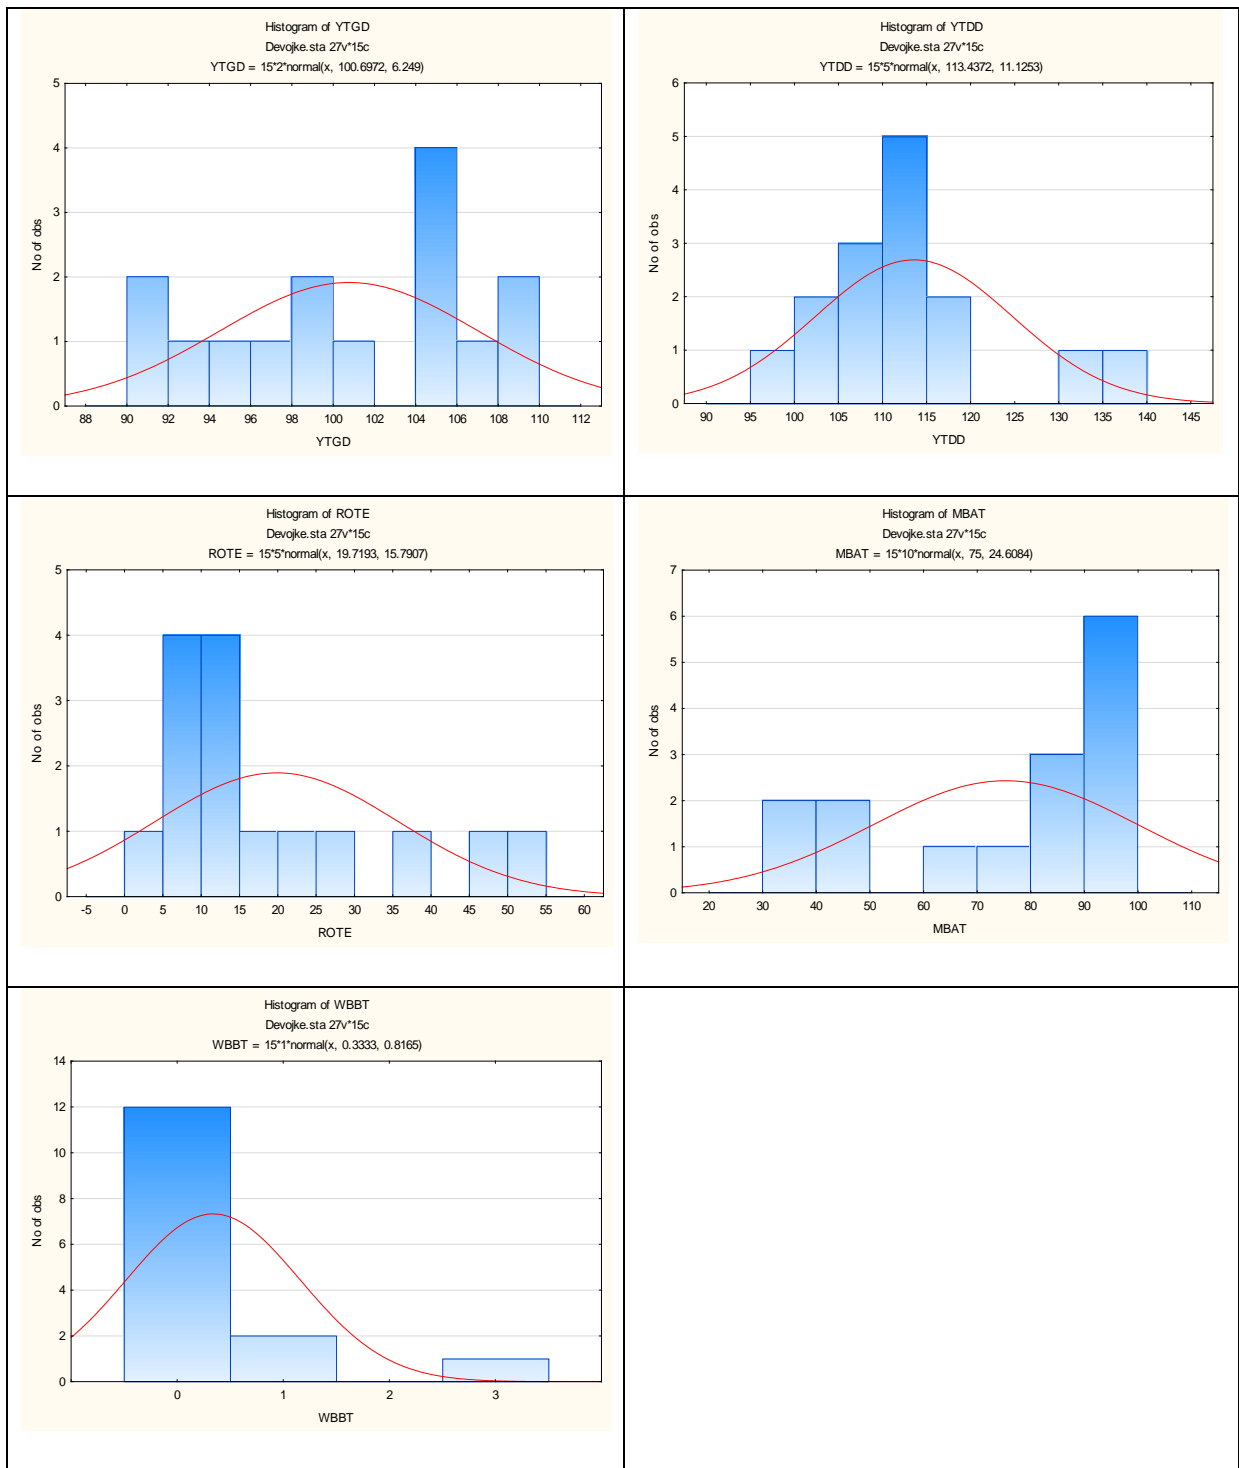 Histogram of YTGD
Devojke.sta 27v*15c
YTGD = 15*2*normal(x, 100.6972, 6.249)
5
4
3
2
1
0
No of obs
88 90 92 94 96 98 100 102 104 106 108 110 112
YTGD
Histogram of YTDD
Devojke.sta 27v*15c
YTDD = 15*5*normal(x, 113.4372, 11.1253)
6
5
4
3
2
1
0
No of obs
90 95 100 105 110 115 120 125 130 135 140 145
YTDD
Histogram of ROTE
Devojke.sta 27v*15c
ROTE = 15*5*normal(x, 19.7193, 15.7907)
5
4
3
2
1
0
No of obs
-5 0 5 10 15 20 25 30 35 40 45 50 55 60
ROTE
Histogram of MBAT
Devojke.sta 27v*15c
MBAT = 15*10*normal(x, 75, 24.6084)
7
6
5
4
3
2
1
0
No of obs
20 30 40 50 60 70 80 90 100 110
MBAT
Histogram of WBBT
Devojke.sta 27v*15c
WBBT = 15*1*normal(x, 0.3333, 0.8165)
14
12
10
8
6
4
2
0
No of obs
0 1 2 3
WBBT